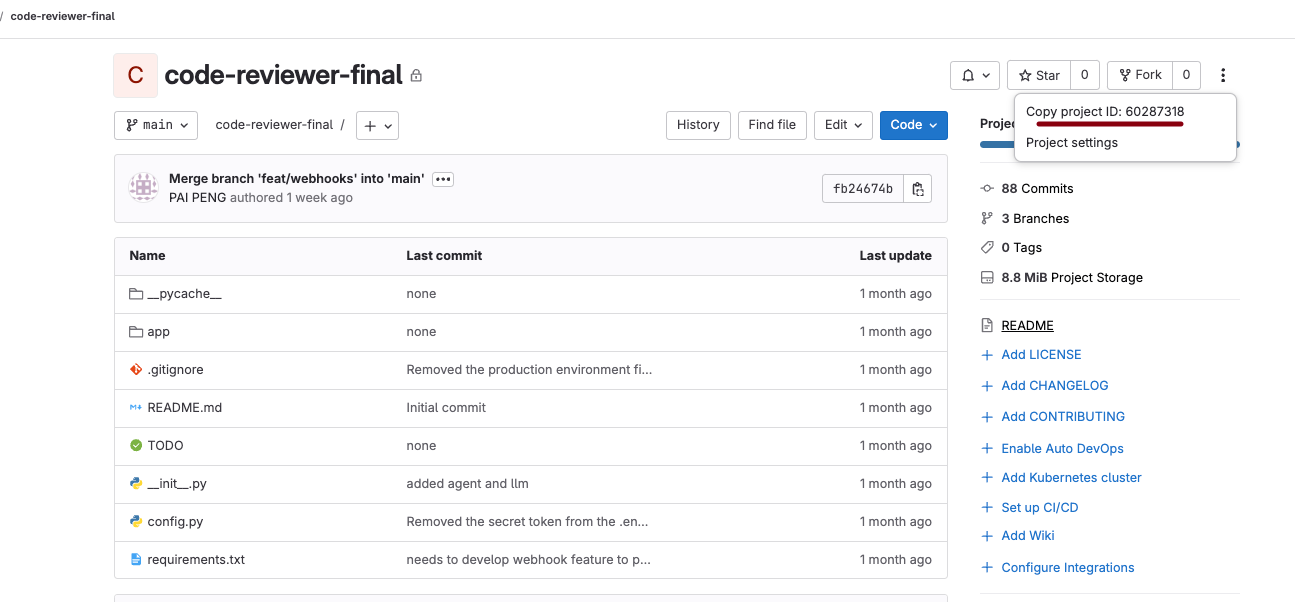 / code-reviewer-final
C code-reviewer-final
Star 0 Fork 0
Copy project ID: 60287318
Project settings
main code-reviewer-final / + History Find file Edit Code
Merge branch 'feat/webhooks' into 'main' •••
PAI PENG authored 1 week ago
fb24674b
Name Last commit Last update
__pycache__ none 1 month ago
app none 1 month ago
.gitignore Removed the production environment fi... 1 month ago
README.md Initial commit 1 month ago
TODO none 1 month ago
__init__.py added agent and llm 1 month ago
config.py Removed the secret token from the .en... 1 month ago
requirements.txt needs to develop webhook feature to p... 1 month ago
88 Commits
3 Branches
0 Tags
8.8 MiB Project Storage
README
+ Add LICENSE
+ Add CHANGELOG
+ Add CONTRIBUTING
+ Enable Auto DevOps
+ Add Kubernetes cluster
+ Set up CI/CD
+ Add Wiki
+ Configure Integrations